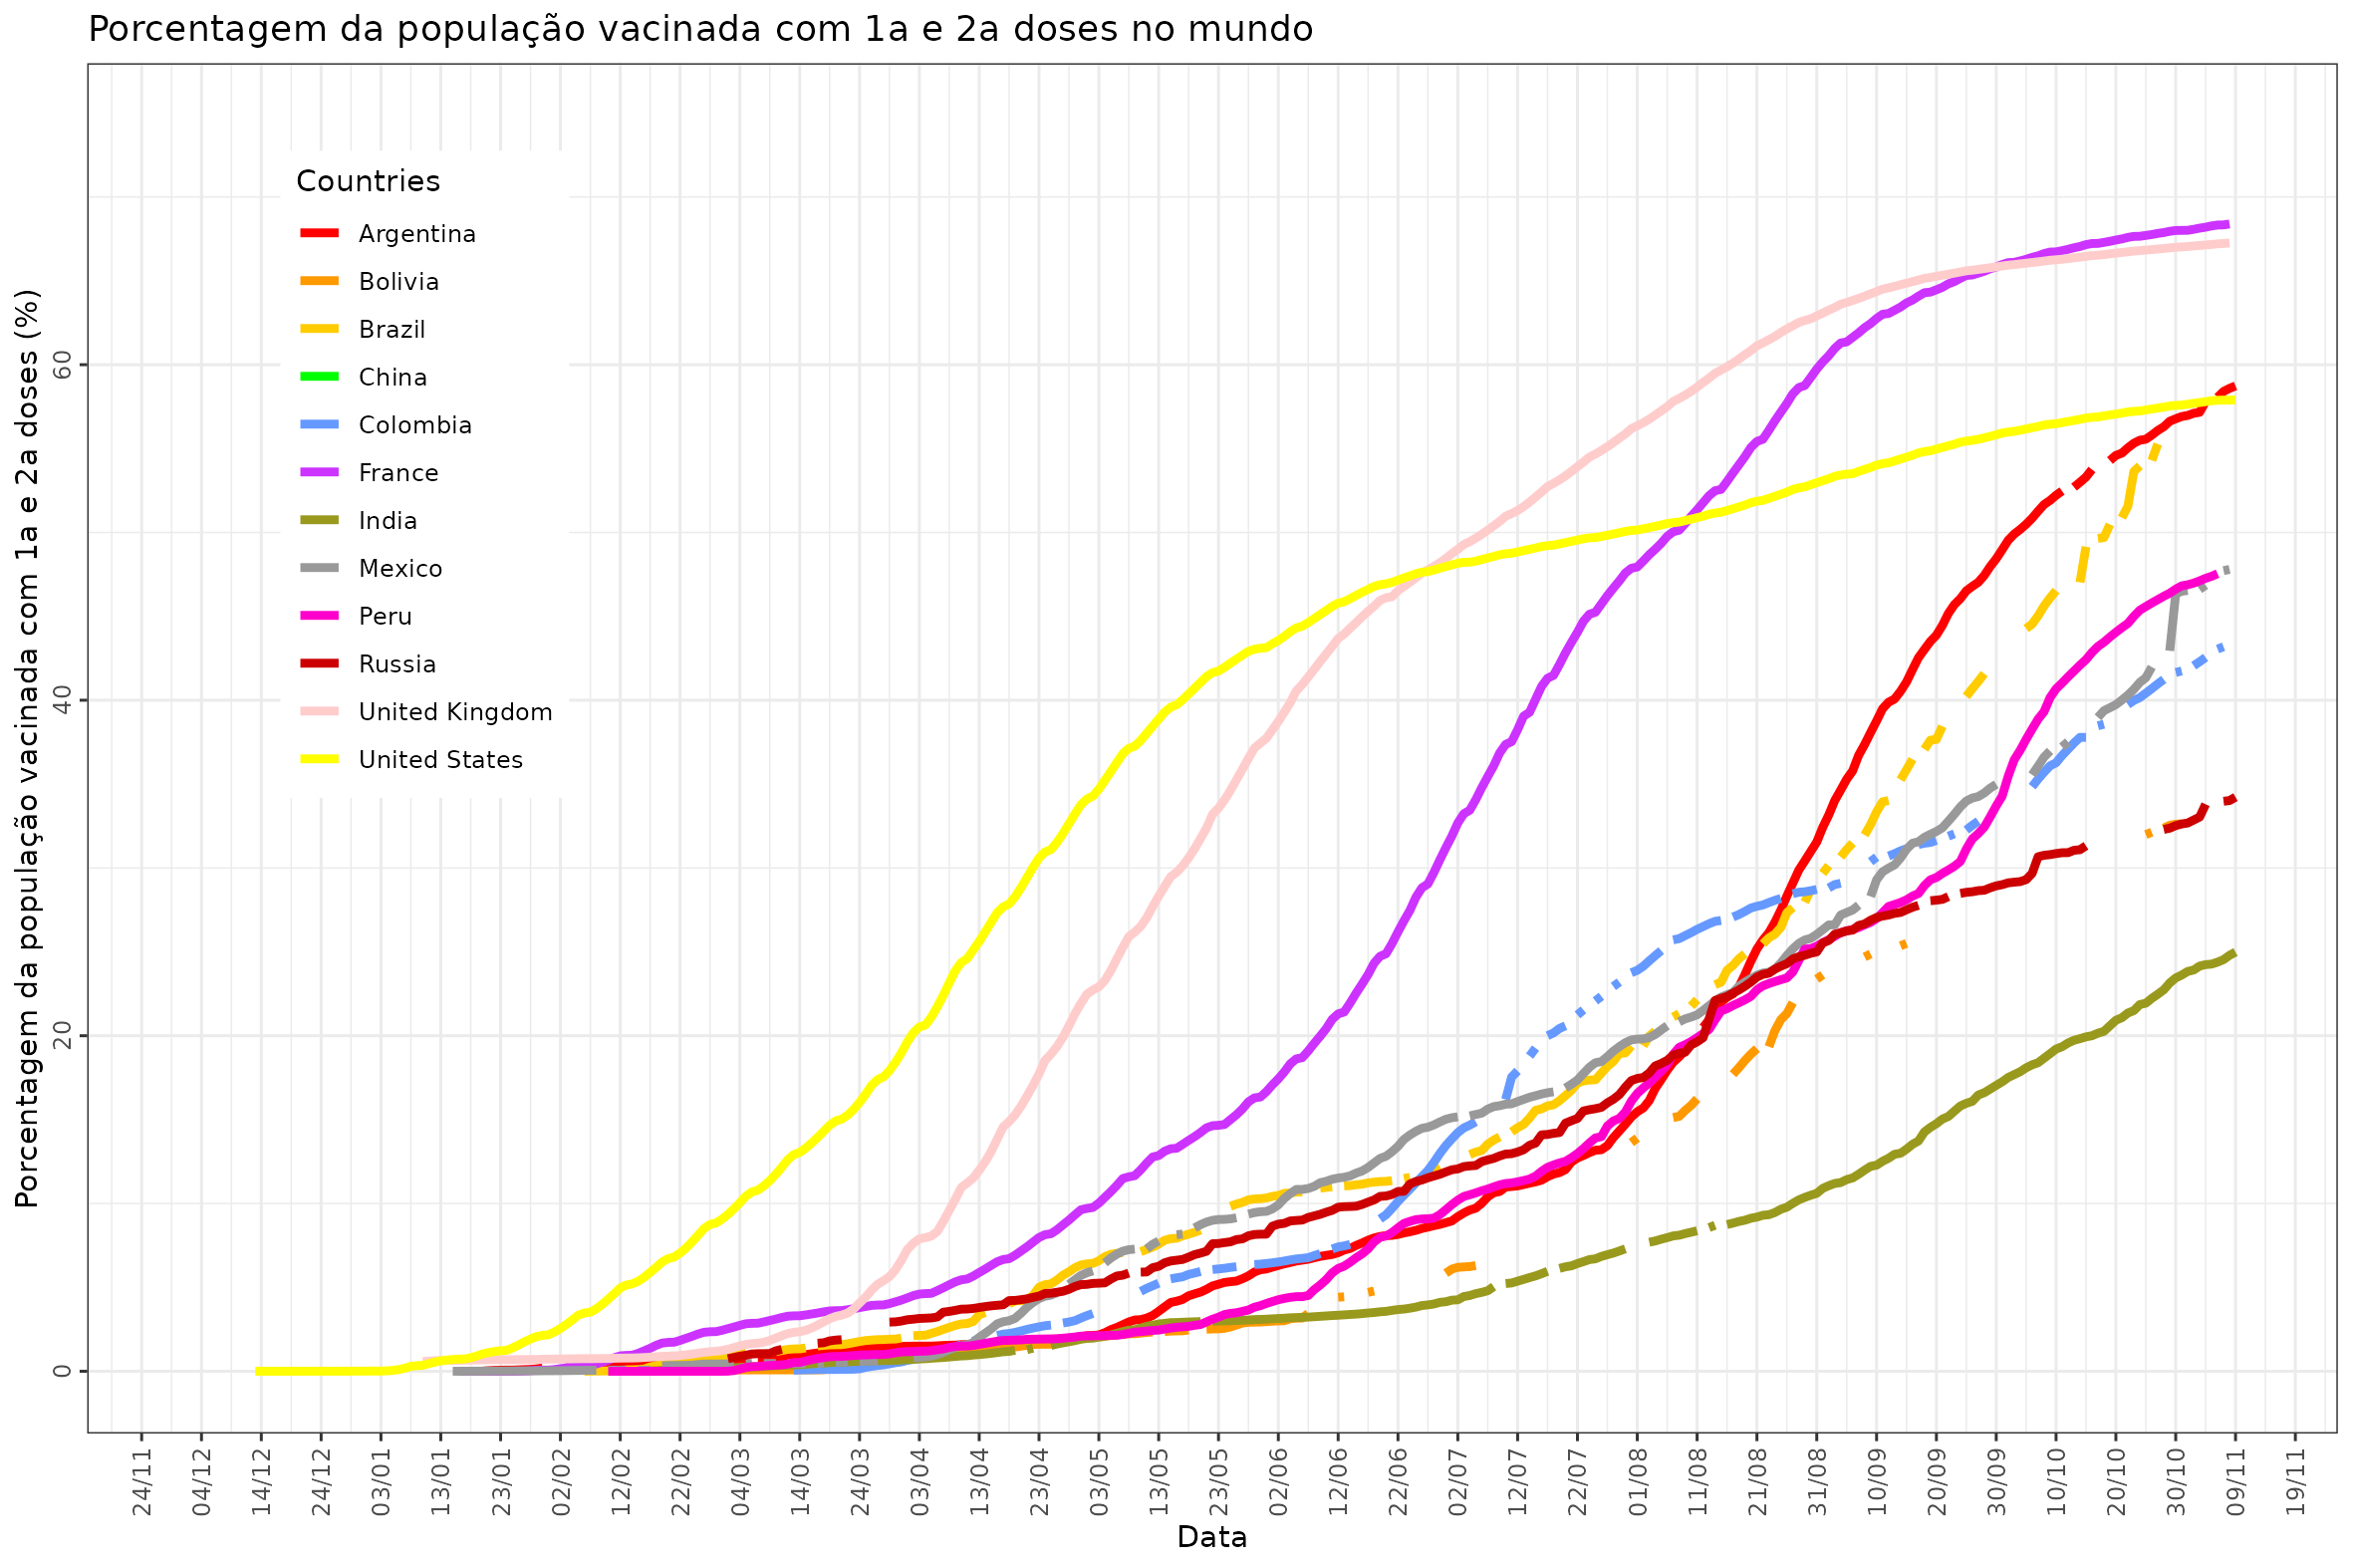 Porcentagem da população vacinada com 1a e 2a doses no mundo
Porcentagem da população vacinada com 1a e 2a doses (%)
60
40
20
0
Countries
Argentina
Bolivia
Brazil
China
Colombia
France
India
Mexico
Peru
Russia
United Kingdom
United States
24/11
04/12
14/12
24/12
03/01
13/01
23/01
02/02
12/02
22/02
04/03
14/03
24/03
03/04
13/04
23/04
03/05
13/05
23/05
02/06
12/06
22/06
02/07
12/07
22/07
01/08
11/08
21/08
31/08
10/09
20/09
30/09
10/10
20/10
30/10
09/11
19/11
Data